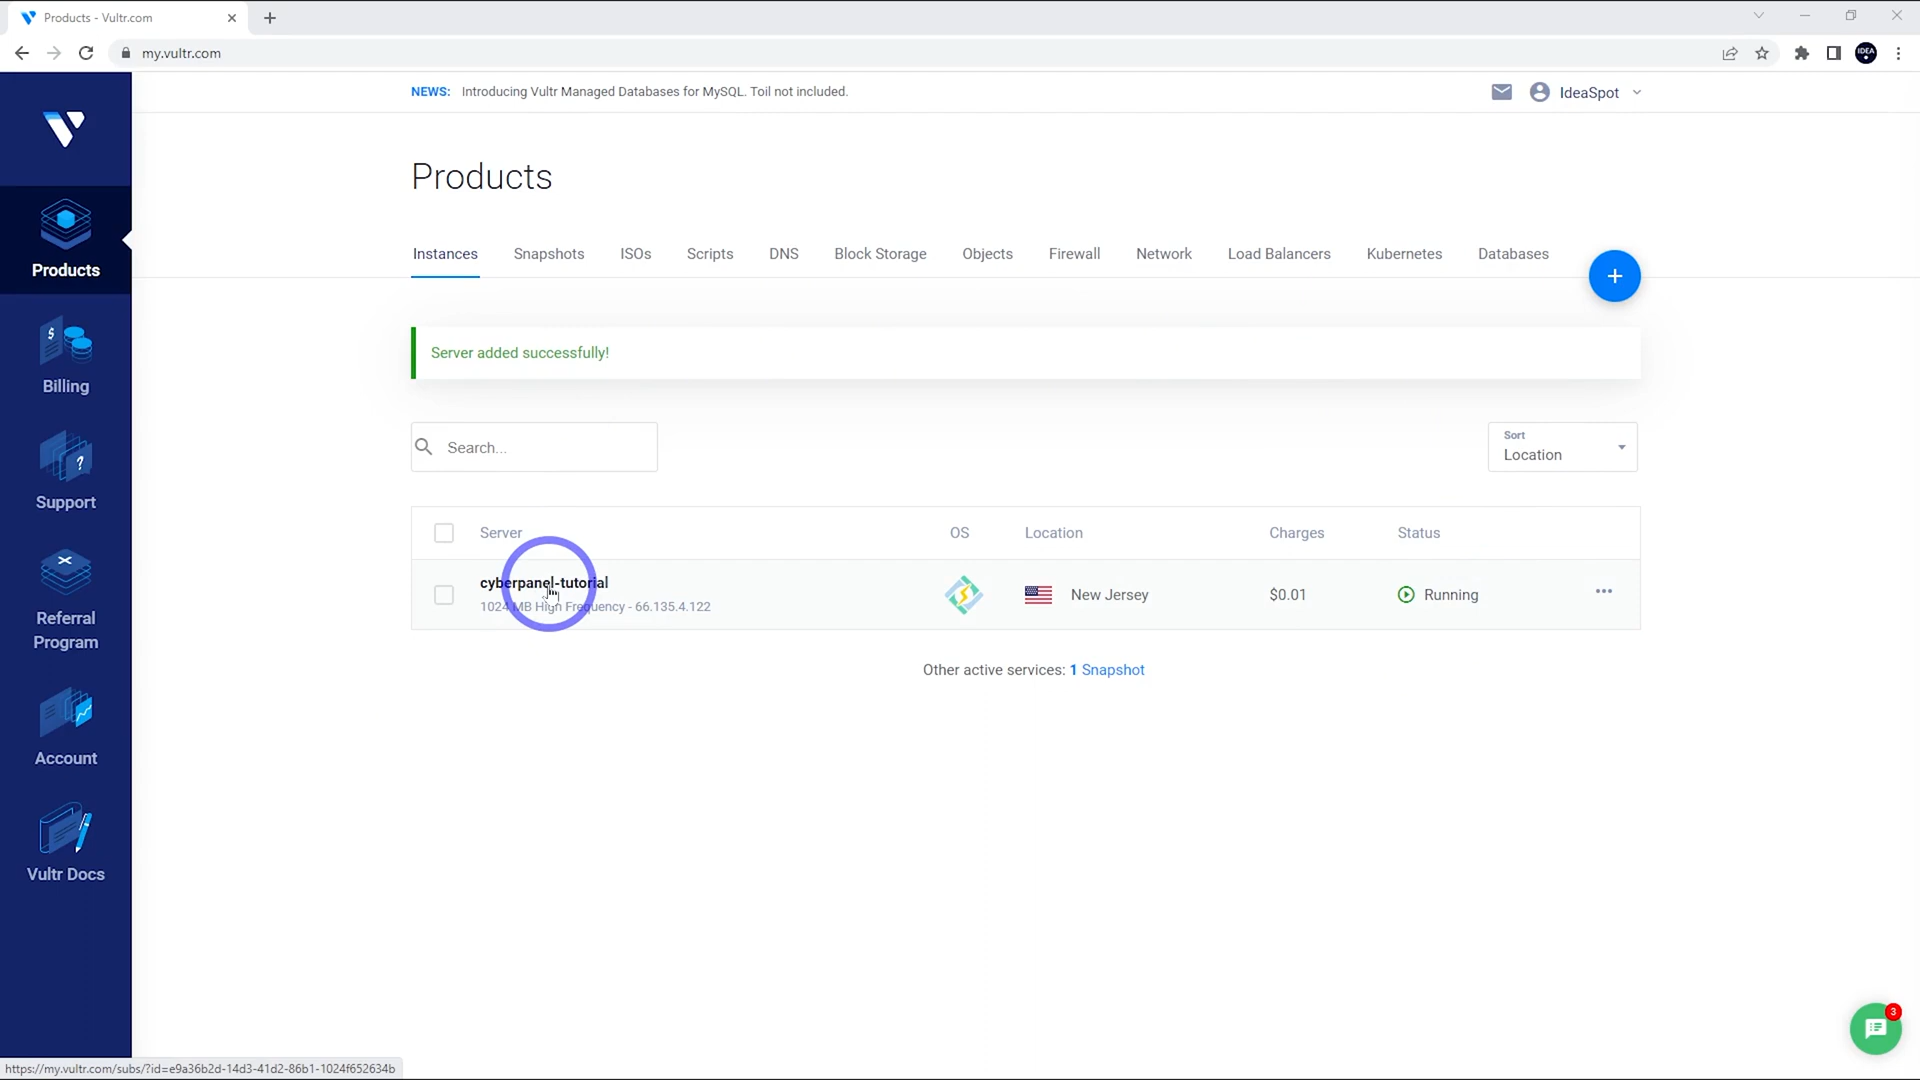 Products - Vultr.com
my.vultr.com
IDEA
NEWS: Introducing Vultr Managed Databases for MySQL. Toil not included.
IdeaSpot
Products
Billing
Support
Referral
Program
Account
Vultr Docs
Products
Instances Snapshots ISOs Scripts DNS Block Storage Objects Firewall Network Load Balancers Kubernetes Databases
+
Server added successfully!
Search...
Sort
Location
Server OS Location Charges Status
cyberpanel-tutorial
1024 MB High Frequency - 66.135.4.122
New Jersey $0.01 Running
Other active services: 1 Snapshot
3
https://my.vultr.com/subs/?id=e9a36b2d-14d3-41d2-86b1-1024f652634b